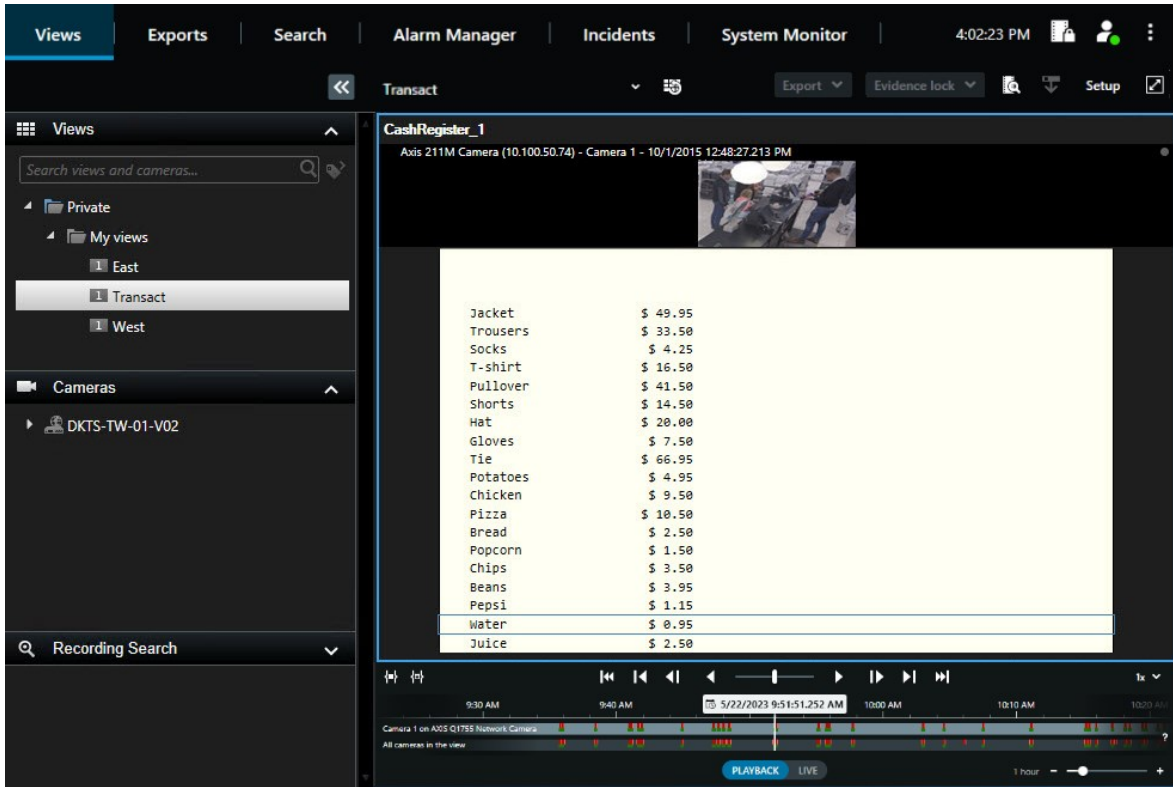 Views Exports Search Alarm Manager Incidents System Monitor 4:02:23 PM
Transact Export Evidence lock Setup
Views
Search views and cameras...
Private
My views
1 East
1 Transact
1 West
Cameras
DKTS-TW-01-V02
Recording Search
CashRegister_1
Axis 211M Camera (10.100.50.74) - Camera 1 - 10/1/2015 12:48:27.213 PM
Jacket $ 49.95
Trousers $ 33.50
Socks $ 4.25
T-shirt $ 16.50
Pullover $ 41.50
Shorts $ 14.50
Hat $ 20.00
Gloves $ 7.50
Tie $ 66.95
Potatoes $ 4.95
Chicken $ 9.50
Pizza $ 10.50
Bread $ 2.50
Popcorn $ 1.50
Chips $ 3.50
Beans $ 3.95
Pepsi $ 1.15
Water $ 0.95
Juice $ 2.50
1x
9:30 AM 9:40 AM 5/22/2023 9:51:51.252 AM 10:00 AM 10:10 AM 10:20 AM
Camera 1 on AXIS Q1755 Network Camera
All cameras in the view
?
PLAYBACK LIVE 1 hour - +